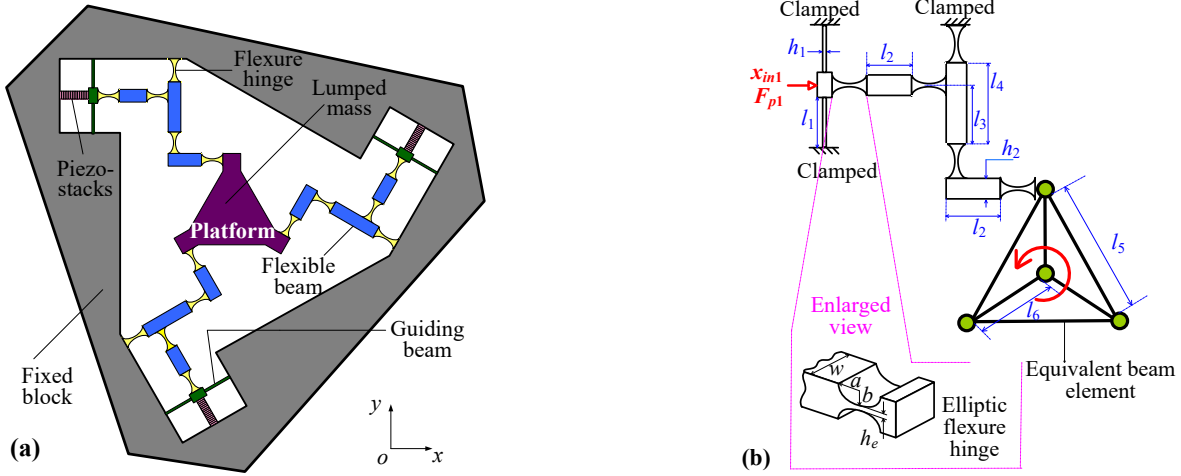 Flexure
hinge
Lumped
mass
Piezo-
stacks
Platform
Flexible
beam
Guiding
beam
Fixed
block
y
o
x
(a)
Clamped
Clamped
h₁
l₂
x_in1
F_p1
l₁
l₄
l₃
h₂
Clamped
l₂
l₅
l₆
Enlarged
view
Equivalent beam
element
w
a
b
h_e
Elliptic
flexure
hinge
(b)